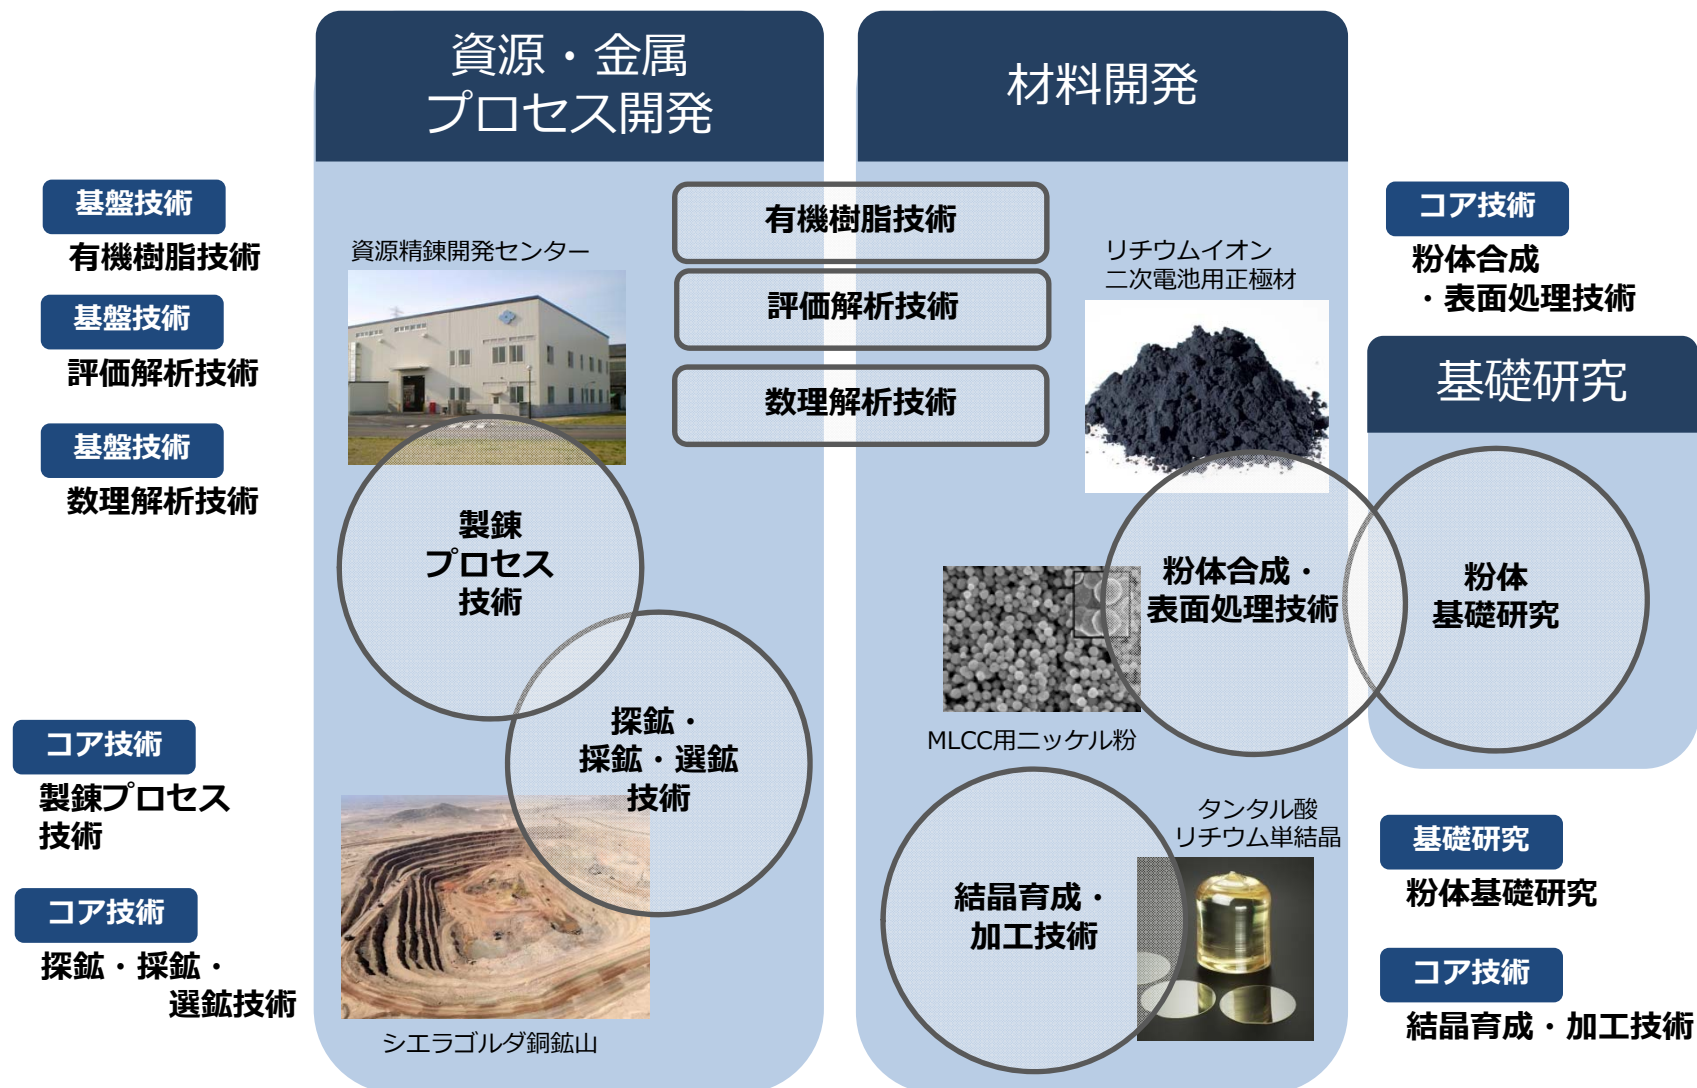 資源・金属
プロセス開発
材料開発
基盤技術
有機樹脂技術
基盤技術
評価解析技術
基盤技術
数理解析技術
コア技術
製錬プロセス
技術
コア技術
探鉱・採鉱・
選鉱技術
資源精錬開発センター
製錬
プロセス
技術
探鉱・
採鉱・選鉱
技術
シエラゴルダ銅鉱山
有機樹脂技術
評価解析技術
数理解析技術
リチウムイオン
二次電池用正極材
粉体合成・
表面処理技術
MLCC用ニッケル粉
タンタル酸
リチウム単結晶
結晶育成・
加工技術
コア技術
粉体合成
・表面処理技術
基礎研究
粉体
基礎研究
基礎研究
粉体基礎研究
コア技術
結晶育成・加工技術